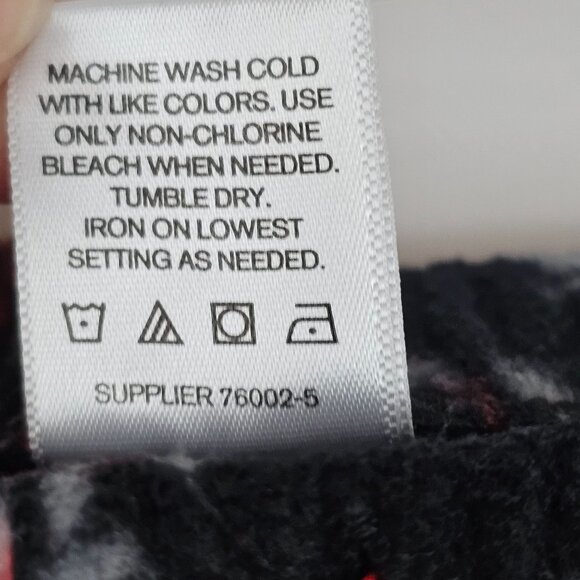 MACHINE WASH COLD
WITH LIKE COLORS. USE
ONLY NON-CHLORINE
BLEACH WHEN NEEDED.
TUMBLE DRY.
IRON ON LOWEST
SETTING AS NEEDED.
SUPPLIER 76002-5